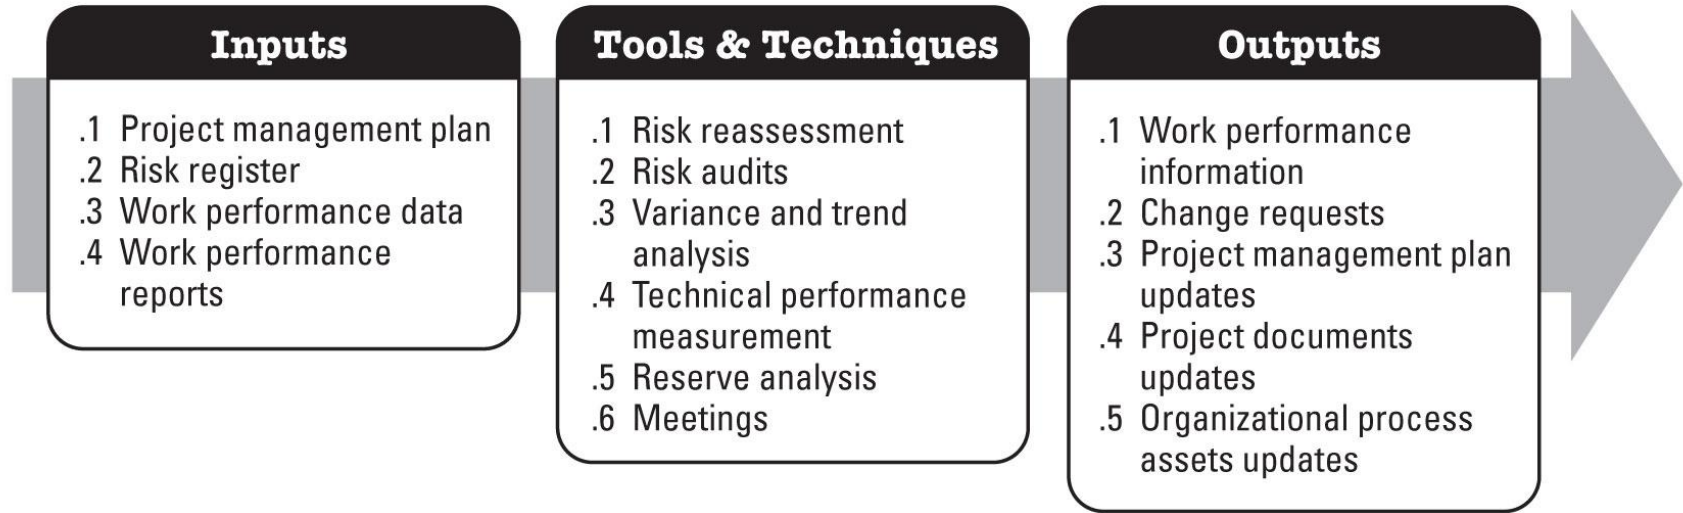 Inputs
.1 Project management plan
.2 Risk register
.3 Work performance data
.4 Work performance
reports
Tools & Techniques
.1 Risk reassessment
.2 Risk audits
.3 Variance and trend
analysis
.4 Technical performance
measurement
.5 Reserve analysis
.6 Meetings
Outputs
.1 Work performance
information
.2 Change requests
.3 Project management plan
updates
.4 Project documents
updates
.5 Organizational process
assets updates